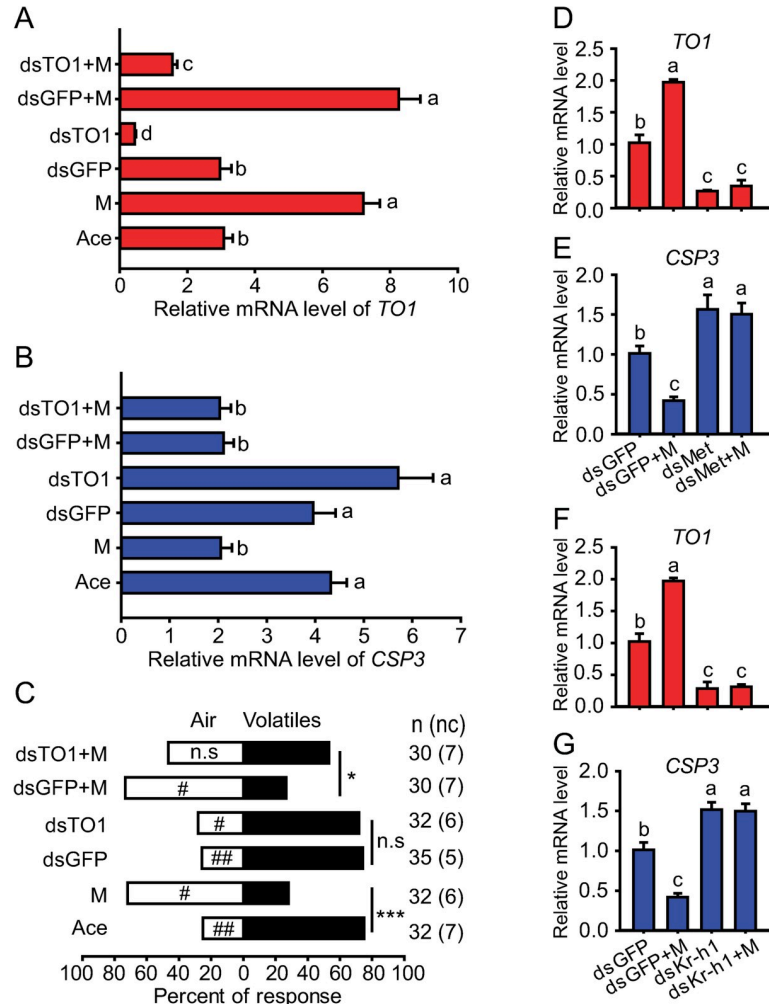 A
dsTO1+M
c
dsGFP+M
a
dsTO1
d
dsGFP
b
M
a
Ace
b
0 2 4 6 8 10
Relative mRNA level of TO1
B
dsTO1+M
b
dsGFP+M
b
dsTO1
a
dsGFP
a
M
b
Ace
a
0 1 2 3 4 5 6 7
Relative mRNA level of CSP3
C
Air Volatiles n (nc)
dsTO1+M n.s 30 (7)
*
dsGFP+M # 30 (7)
dsTO1 # 32 (6)
n.s
dsGFP ## 35 (5)
M # 32 (6)
***
Ace ## 32 (7)
100 80 60 40 20 0 20 40 60 80 100
Percent of response
D
TO1
Relative mRNA level
2.5
2.0
1.5
1.0
0.5
0.0
b a c c
E
CSP3
Relative mRNA level
2.0
1.5
1.0
0.5
0.0
b c a a
dsGFP dsGFP+M dsMet dsMet+M
F
TO1
Relative mRNA level
2.5
2.0
1.5
1.0
0.5
0.0
b a c c
G
CSP3
Relative mRNA level
2.0
1.5
1.0
0.5
0.0
b c a a
dsGFP dsGFP+M dsKr-h1 dsKr-h1+M